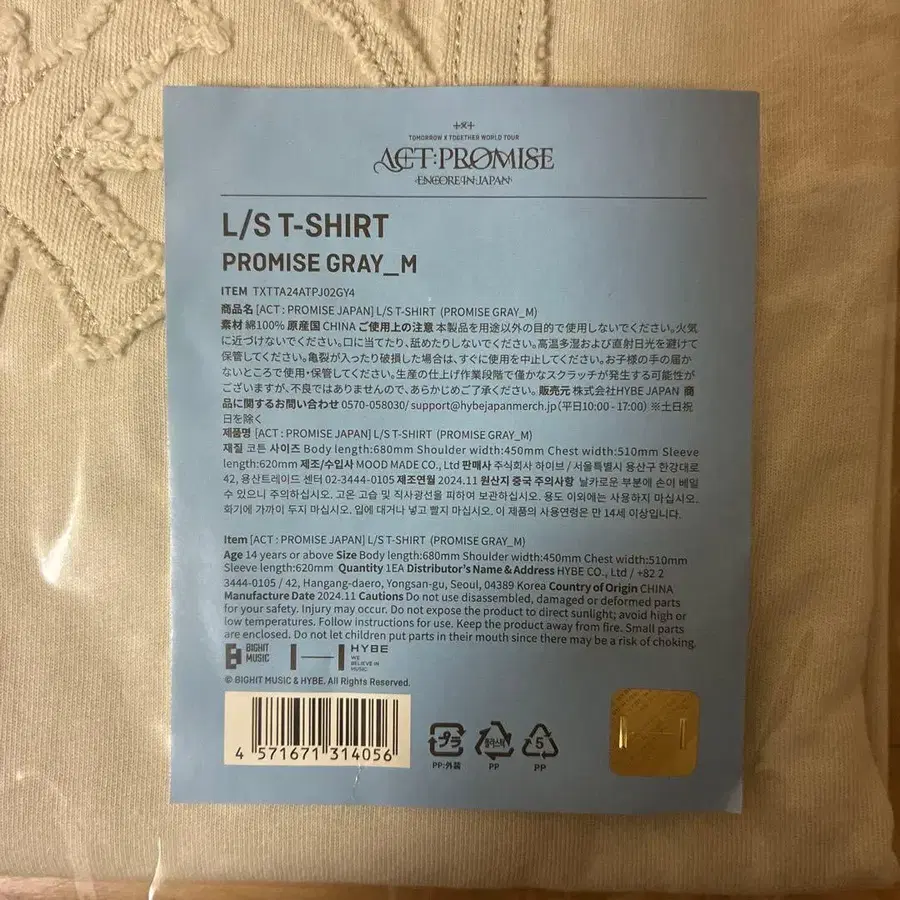 TOMORROW X TOGETHER WORLD TOUR
ACT:PROMISE
ENCORE IN JAPAN
L/S T-SHIRT
PROMISE GRAY_M
ITEM TXTTA24ATPJ02GY4
商品名 [ACT : PROMISE JAPAN] L/S T-SHIRT (PROMISE GRAY_M)
素材 綿100% 原産国 CHINA ご使用上の注意 本製品を用途以外の目的で使用しないでください。火気
に近づけないでください。口に当てたり、舐めたりしないでください。高温多湿および直射日光を避けて
保管してください。亀裂が入ったり破損した場合は、すぐに使用を中止してください。お子様の手の届か
ないところで使用・保管してください。生産の仕上げ作業段階で僅かなスクラッチが発生する可能性が
ございますが、不良ではありませんので、あらかじめご了承ください。 販売元 株式会社HYBE JAPAN 商
品に関するお問い合わせ 0570-058030/ support@hybejapanmerch.jp (平日10:00 - 17:00) ※土日祝
日を除く
제품명 [ACT : PROMISE JAPAN] L/S T-SHIRT (PROMISE GRAY_M)
재질 코튼 사이즈 Body length:680mm Shoulder width:450mm Chest width:510mm Sleeve
length:620mm 제조/수입사 MOOD MADE CO., Ltd 판매사 주식회사 하이브 / 서울특별시 용산구 한강대로
42, 용산트레이드 센터 02-3444-0105 제조연월 2024.11 원산지 중국 주의사항 날카로운 부분에 손이 베일
수 있으니 주의하십시오. 고온 고습 및 직사광선을 피하여 보관하십시오. 용도 이외에는 사용하지 마십시오.
화기에 가까이 두지 마십시오. 입에 대거나 넣고 빨지 마십시오. 이 제품의 사용연령은 만 14세 이상입니다.
Item [ACT : PROMISE JAPAN] L/S T-SHIRT (PROMISE GRAY_M)
Age 14 years or above Size Body length:680mm Shoulder width:450mm Chest width:510mm
Sleeve length:620mm Quantity 1EA Distributor's Name & Address HYBE CO., Ltd / +82 2
3444-0105 / 42, Hangang-daero, Yongsan-gu, Seoul, 04389 Korea Country of Origin CHINA
Manufacture Date 2024.11 Cautions Do not use disassembled, damaged or deformed parts
for your safety. Injury may occur. Do not expose the product to direct sunlight; avoid high or
low temperatures. Follow instructions for use. Keep the product away from fire. Small parts
are enclosed. Do not let children put parts in their mouth since there may be a risk of choking.
BIGHIT
MUSIC
HYBE
WE
BELIEVE IN
MUSIC
© BIGHIT MUSIC & HYBE. All Rights Reserved.
4 571671 314056
プラ
PP:外装
플라스틱
PP
5
PP